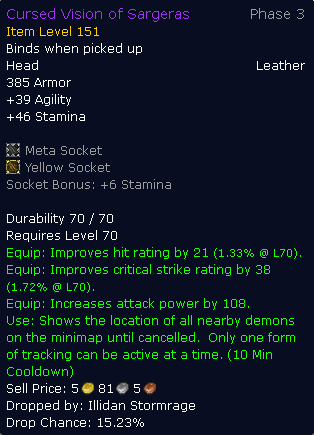 Cursed Vision of Sargeras Phase 3
Item Level 151
Binds when picked up
Head Leather
385 Armor
+39 Agility
+46 Stamina
Meta Socket
Yellow Socket
Socket Bonus: +6 Stamina
Durability 70 / 70
Requires Level 70
Equip: Improves hit rating by 21 (1.33% @ L70).
Equip: Improves critical strike rating by 38
(1.72% @ L70).
Equip: Increases attack power by 108.
Use: Shows the location of all nearby demons
on the minimap until cancelled.  Only one form
of tracking can be active at a time. (10 Min
Cooldown)
Sell Price: 5 81 5
Dropped by: Illidan Stormrage
Drop Chance: 15.23%